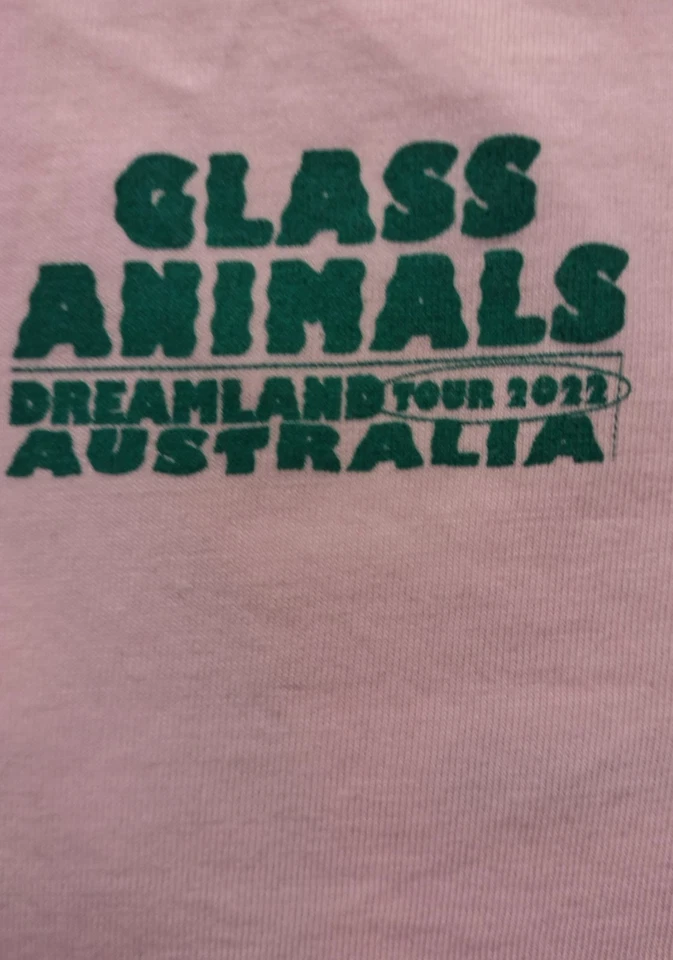 GLASS
ANIMALS
DREAMLAND TOUR 2022
AUSTRALIA